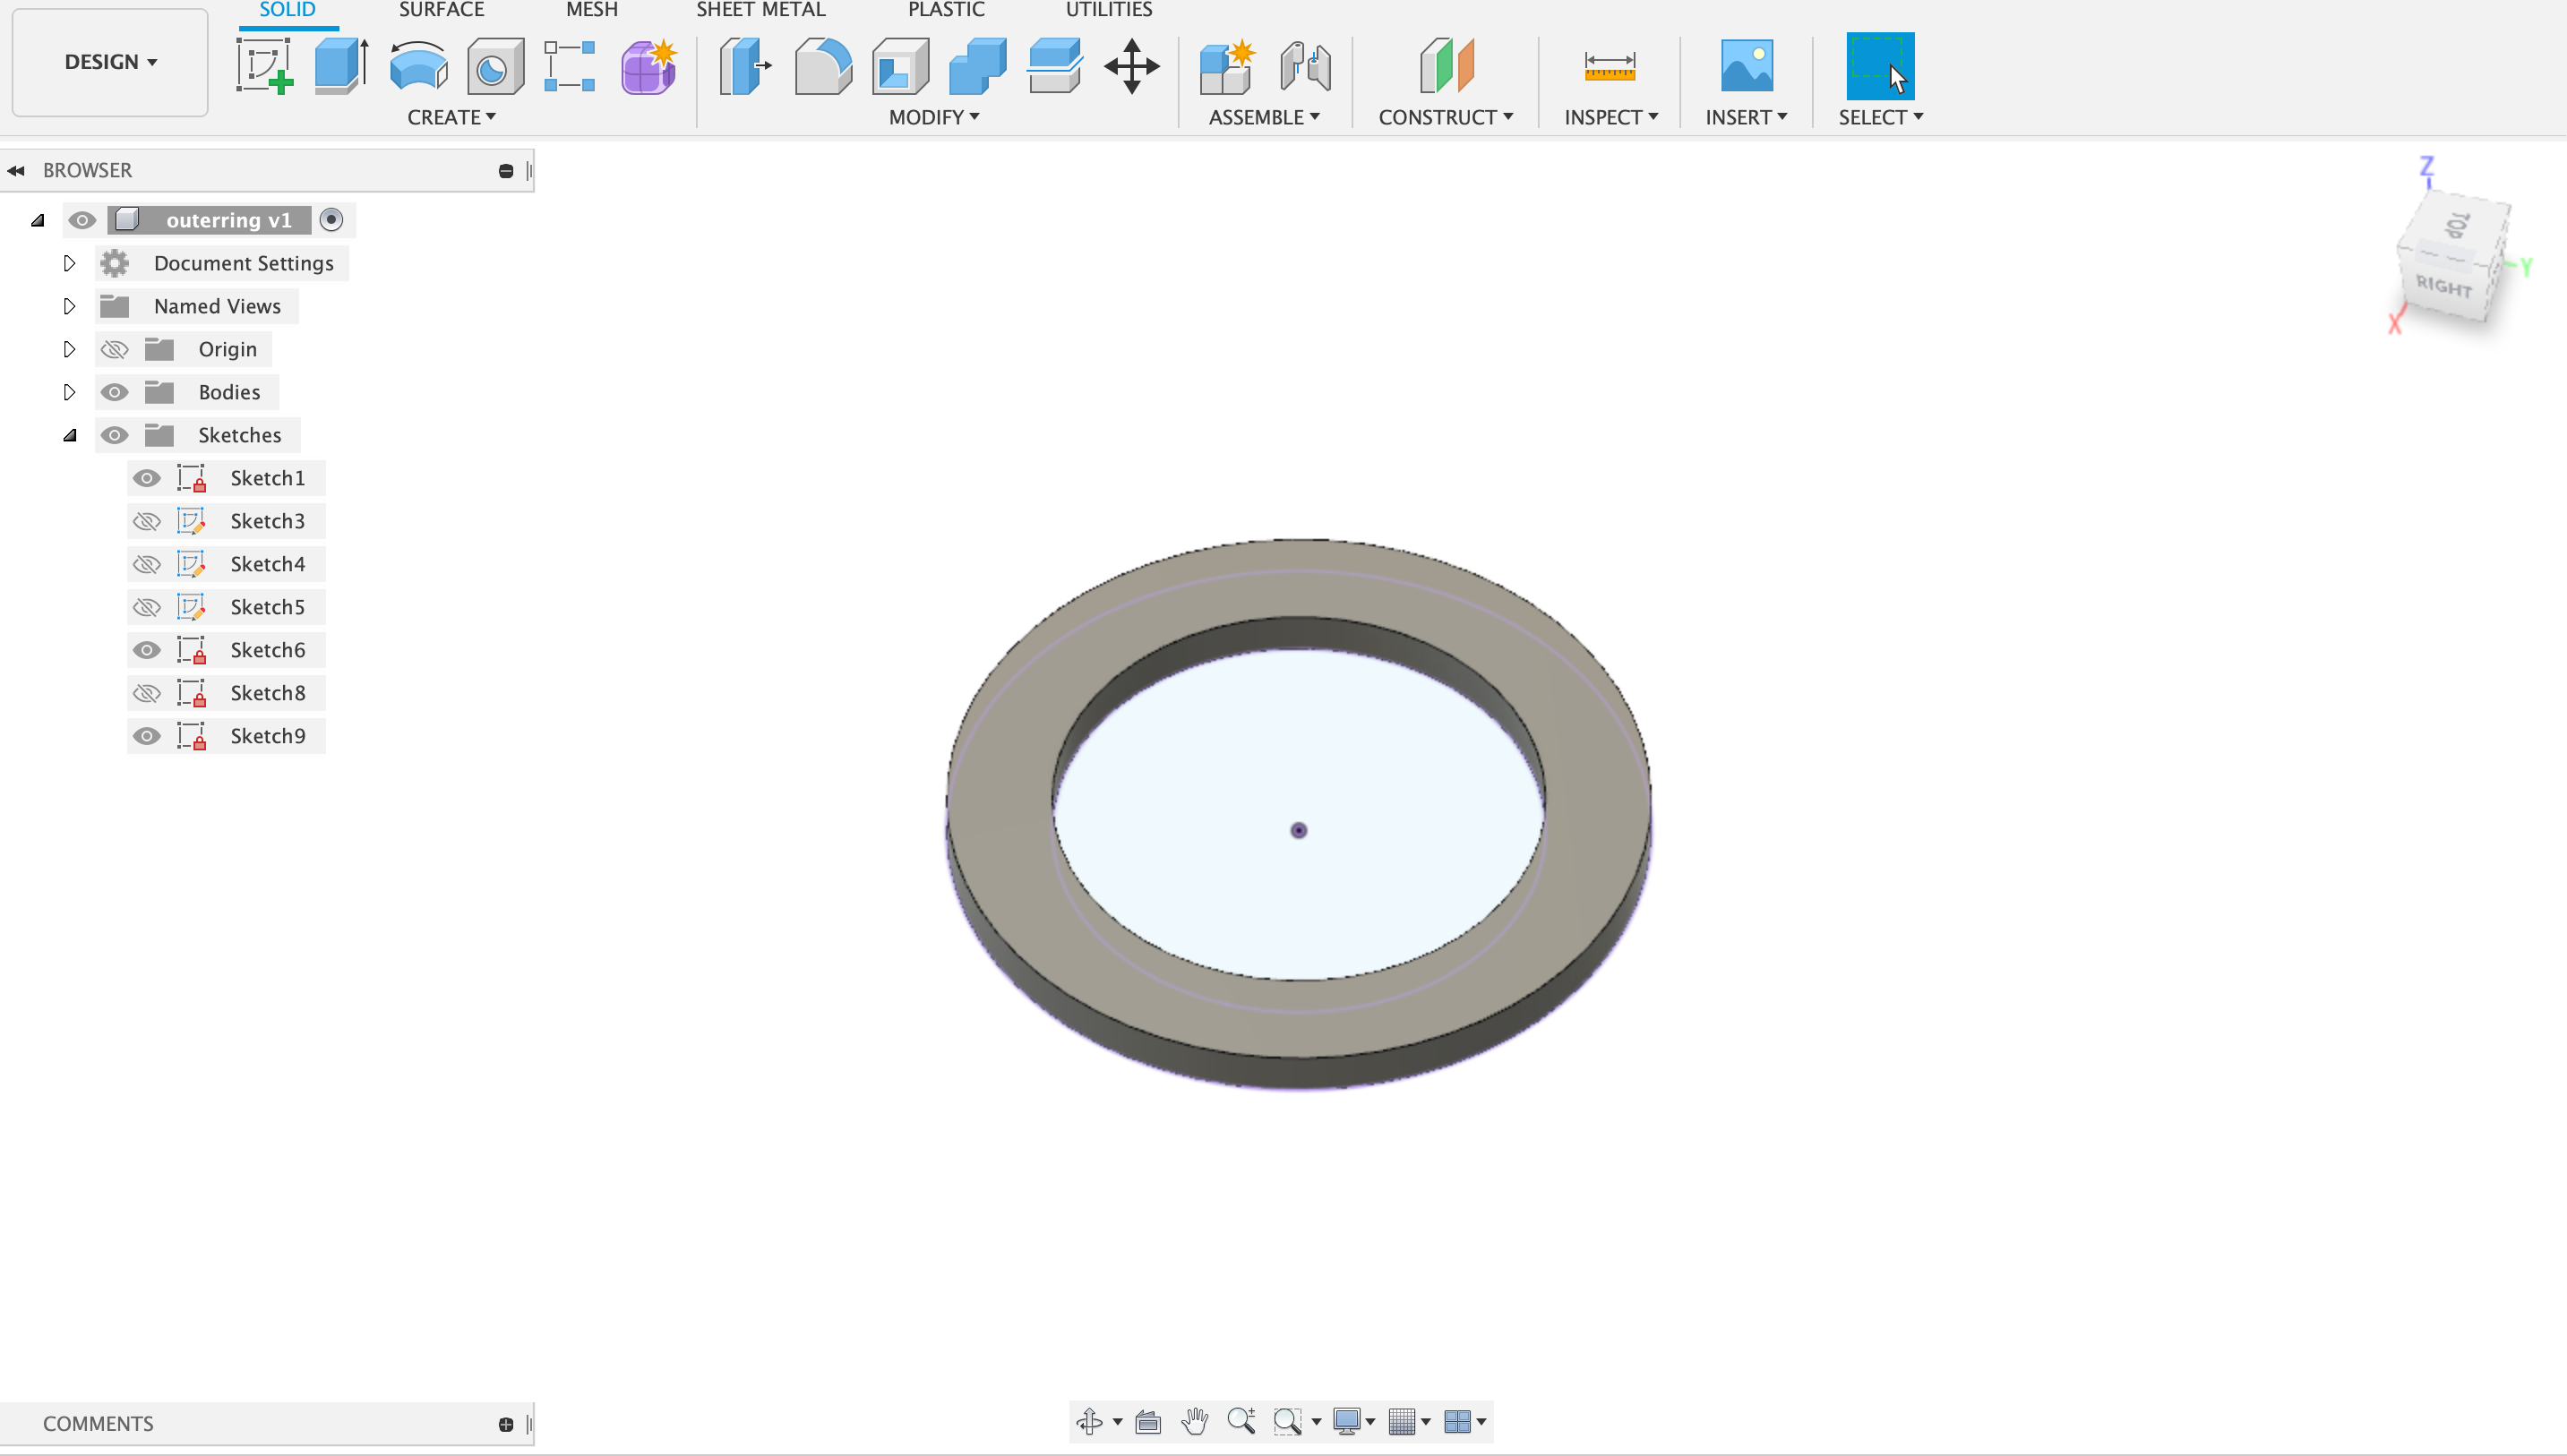 SOLID SURFACE MESH SHEET METAL PLASTIC UTILITIES
DESIGN
CREATE MODIFY ASSEMBLE CONSTRUCT INSPECT INSERT SELECT
BROWSER
outerring v1
Document Settings
Named Views
Origin
Bodies
Sketches
Sketch1
Sketch3
Sketch4
Sketch5
Sketch6
Sketch8
Sketch9
Z
TOP
Y
RIGHT
X
COMMENTS